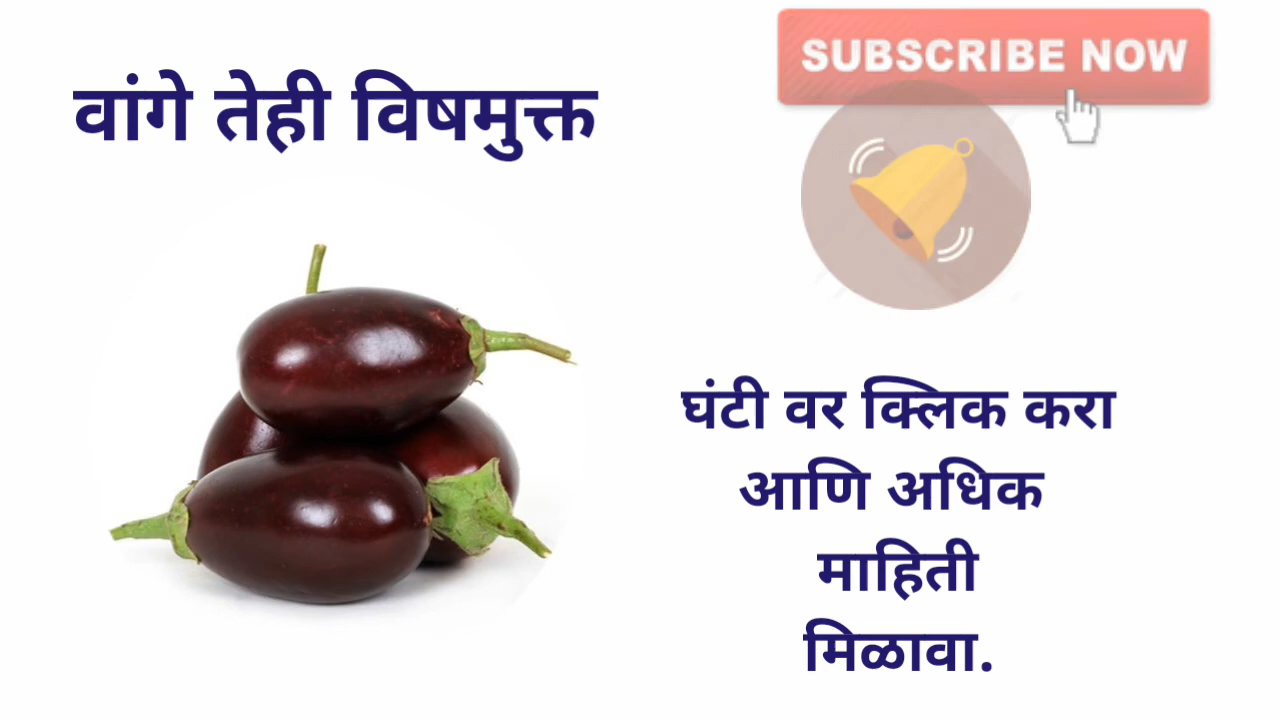 वांगे तेही विषमुक्त
SUBSCRIBE NOW
घंटी वर क्लिक करा
आणि अधिक
माहिती
मिळावा.